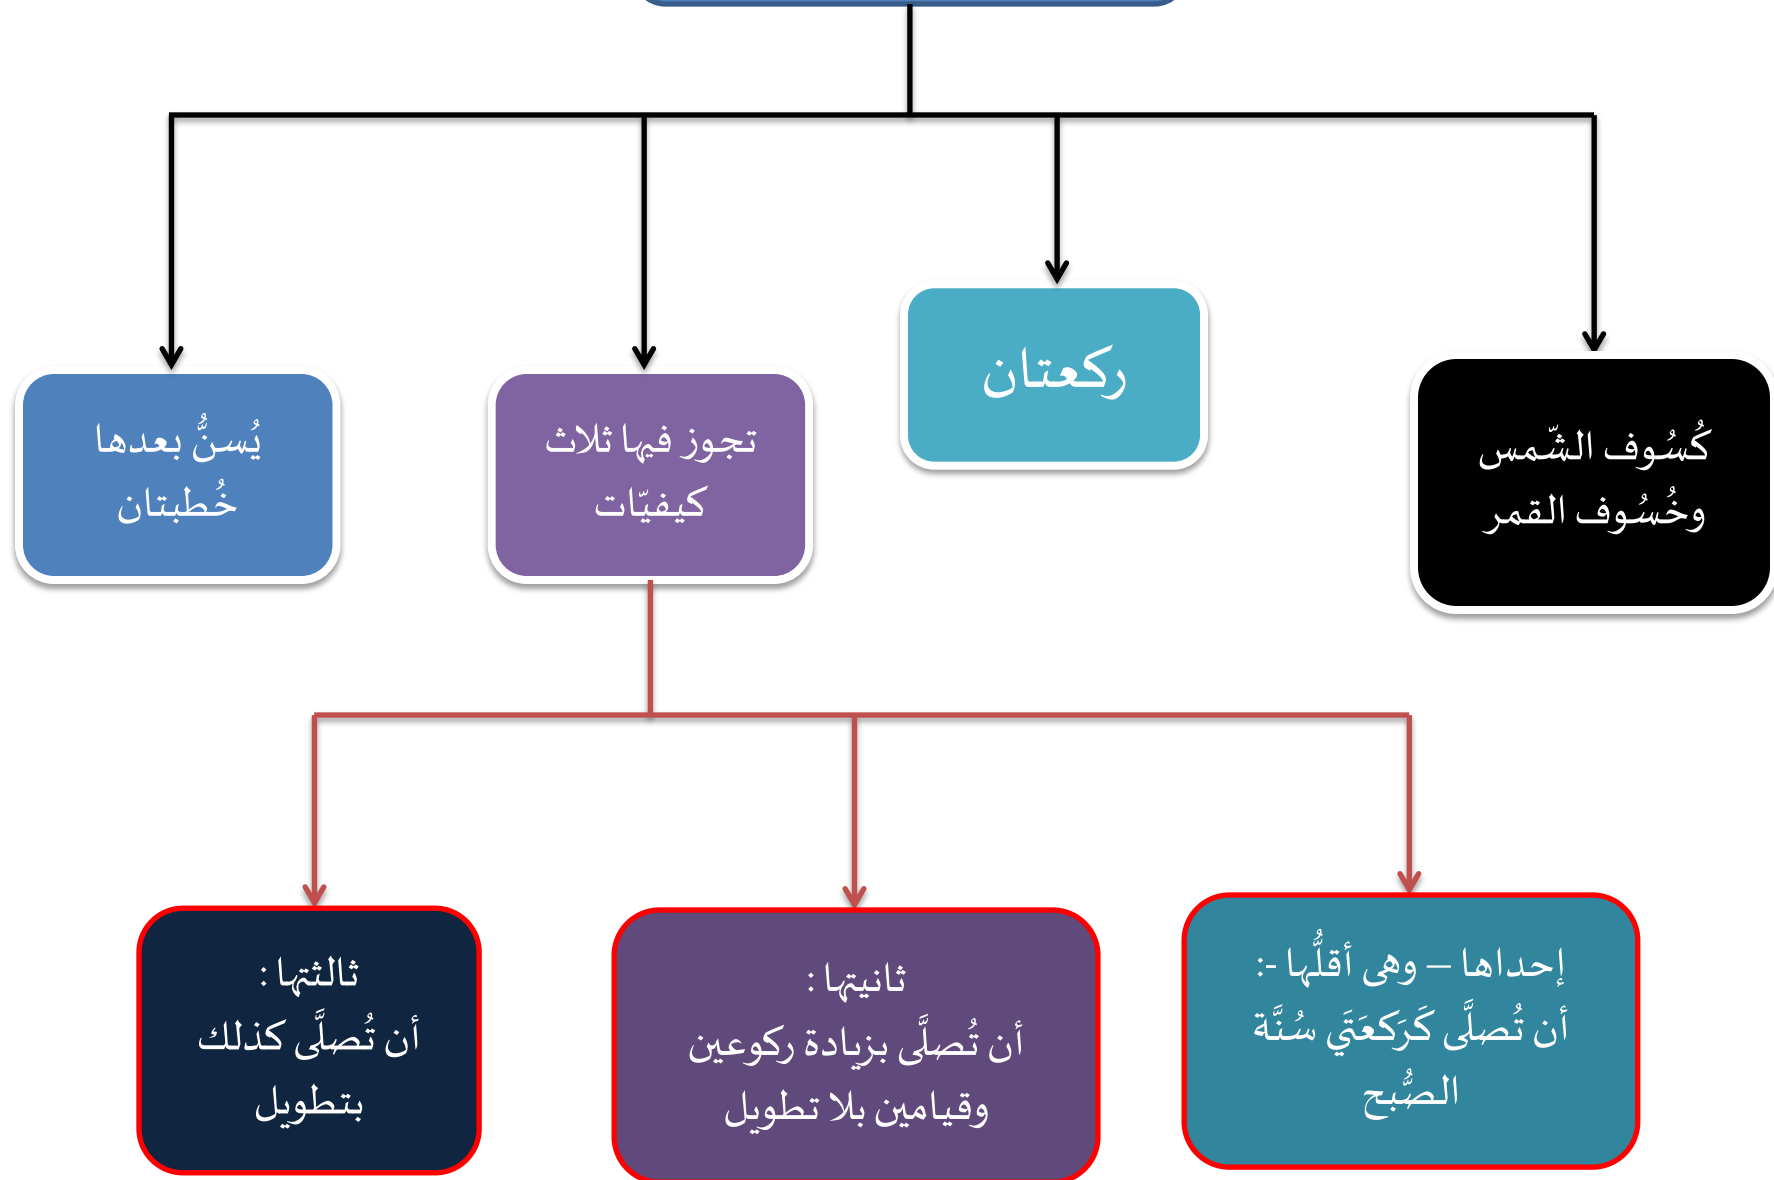 ركعتان
كُسُوف الشّمس
وخُسُوف القمر
تجوز فيها ثلاث
كيفيّات
يُسنُّ بعدها
خُطبتان
إحداها – وهى أقلُّها -:
أن تُصلَّى كَرَكعَتَي سُنَّة
الصُّبح
ثانيتها :
أن تُصلَّى بزيادة ركوعين
وقيامين بلا تطويل
ثالثتها :
أن تُصلَّى كذلك
بتطويل